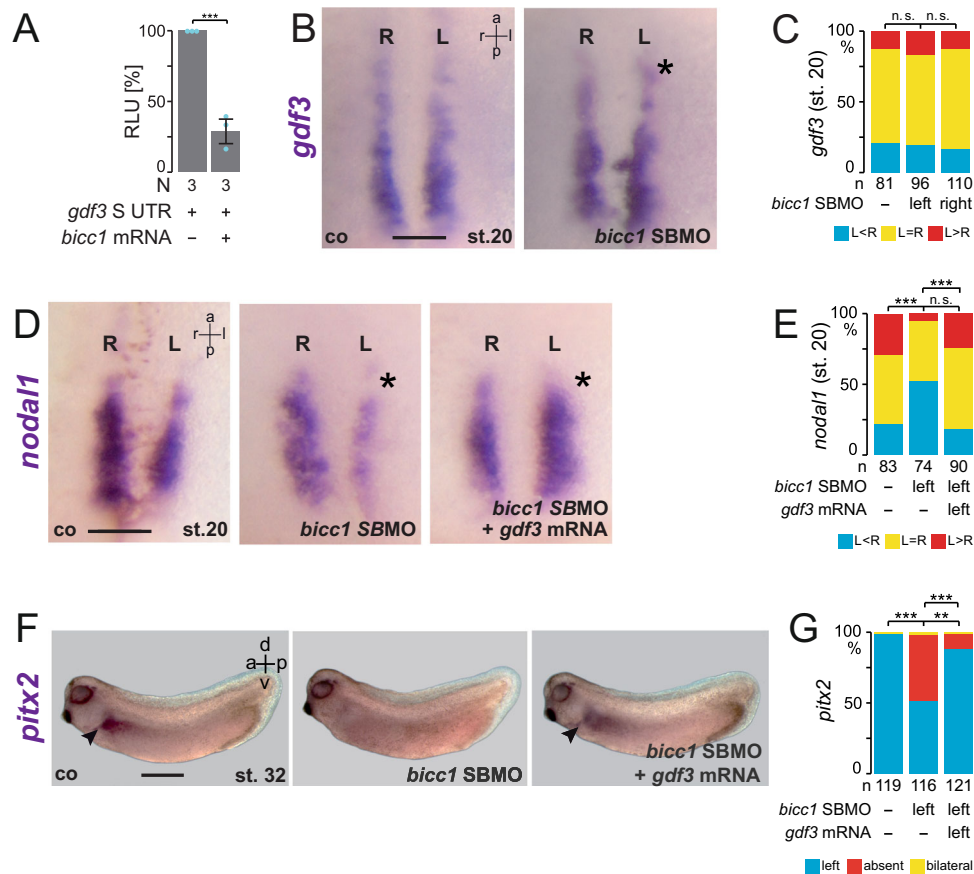 A
***
100
50
0
RLU [%]
N 3 3
gdf3 S UTR + +
bicc1 mRNA – +
B
gdf3
R L
a
r l
p
co st.20
R L
*
bicc1 SBMO
C
n.s. n.s.
100
%
50
0
gdf3 (st. 20)
n 81 96 110
bicc1 SBMO – left right
L<R L=R L>R
D
nodal1
R L
a
r l
p
co st.20
R L
*
bicc1 SBMO
R L
*
bicc1 SBMO
+ gdf3 mRNA
E
***
*** n.s.
100
%
50
0
nodal1 (st. 20)
n 83 74 90
bicc1 SBMO – left left
gdf3 mRNA – – left
L<R L=R L>R
F
pitx2
d
a p
v
co st. 32
bicc1 SBMO
bicc1 SBMO
+ gdf3 mRNA
G
***
*** **
100
%
50
0
pitx2
n 119 116 121
bicc1 SBMO – left left
gdf3 mRNA – – left
left absent bilateral